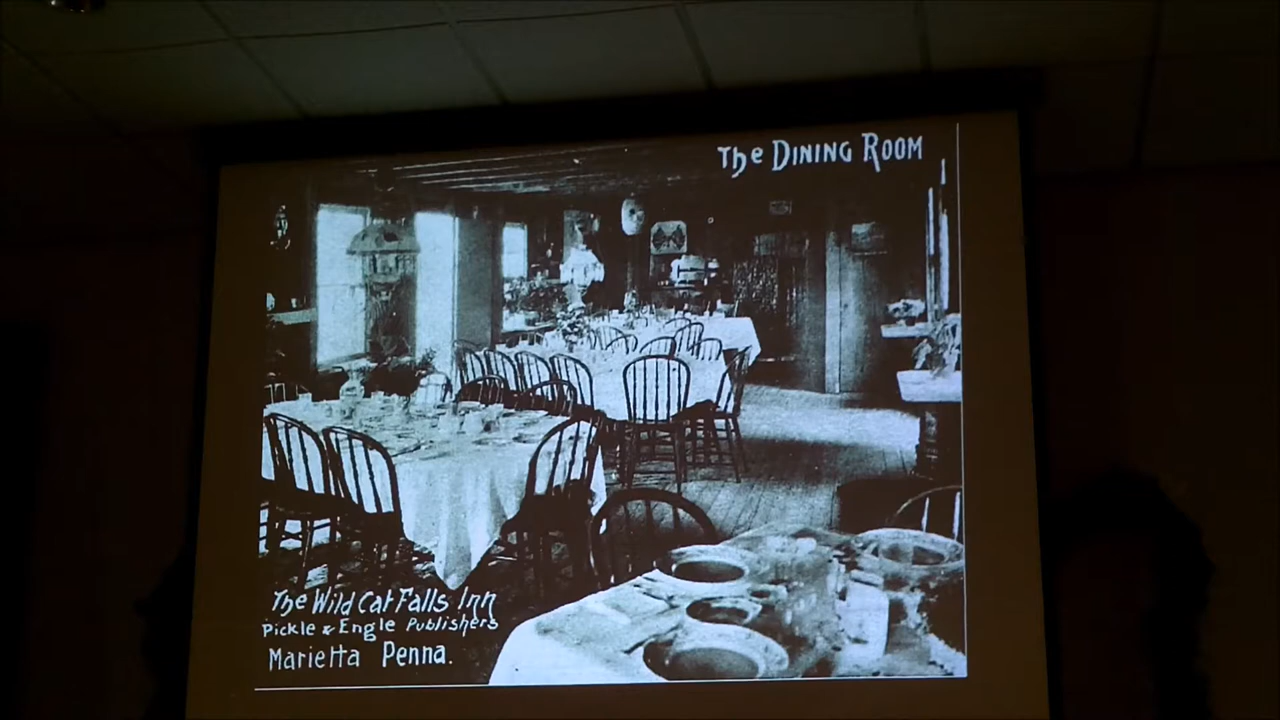 The DINING ROOM
The Wild Cat Falls Inn
Pickle & Engle Publishers
Marietta Penna.